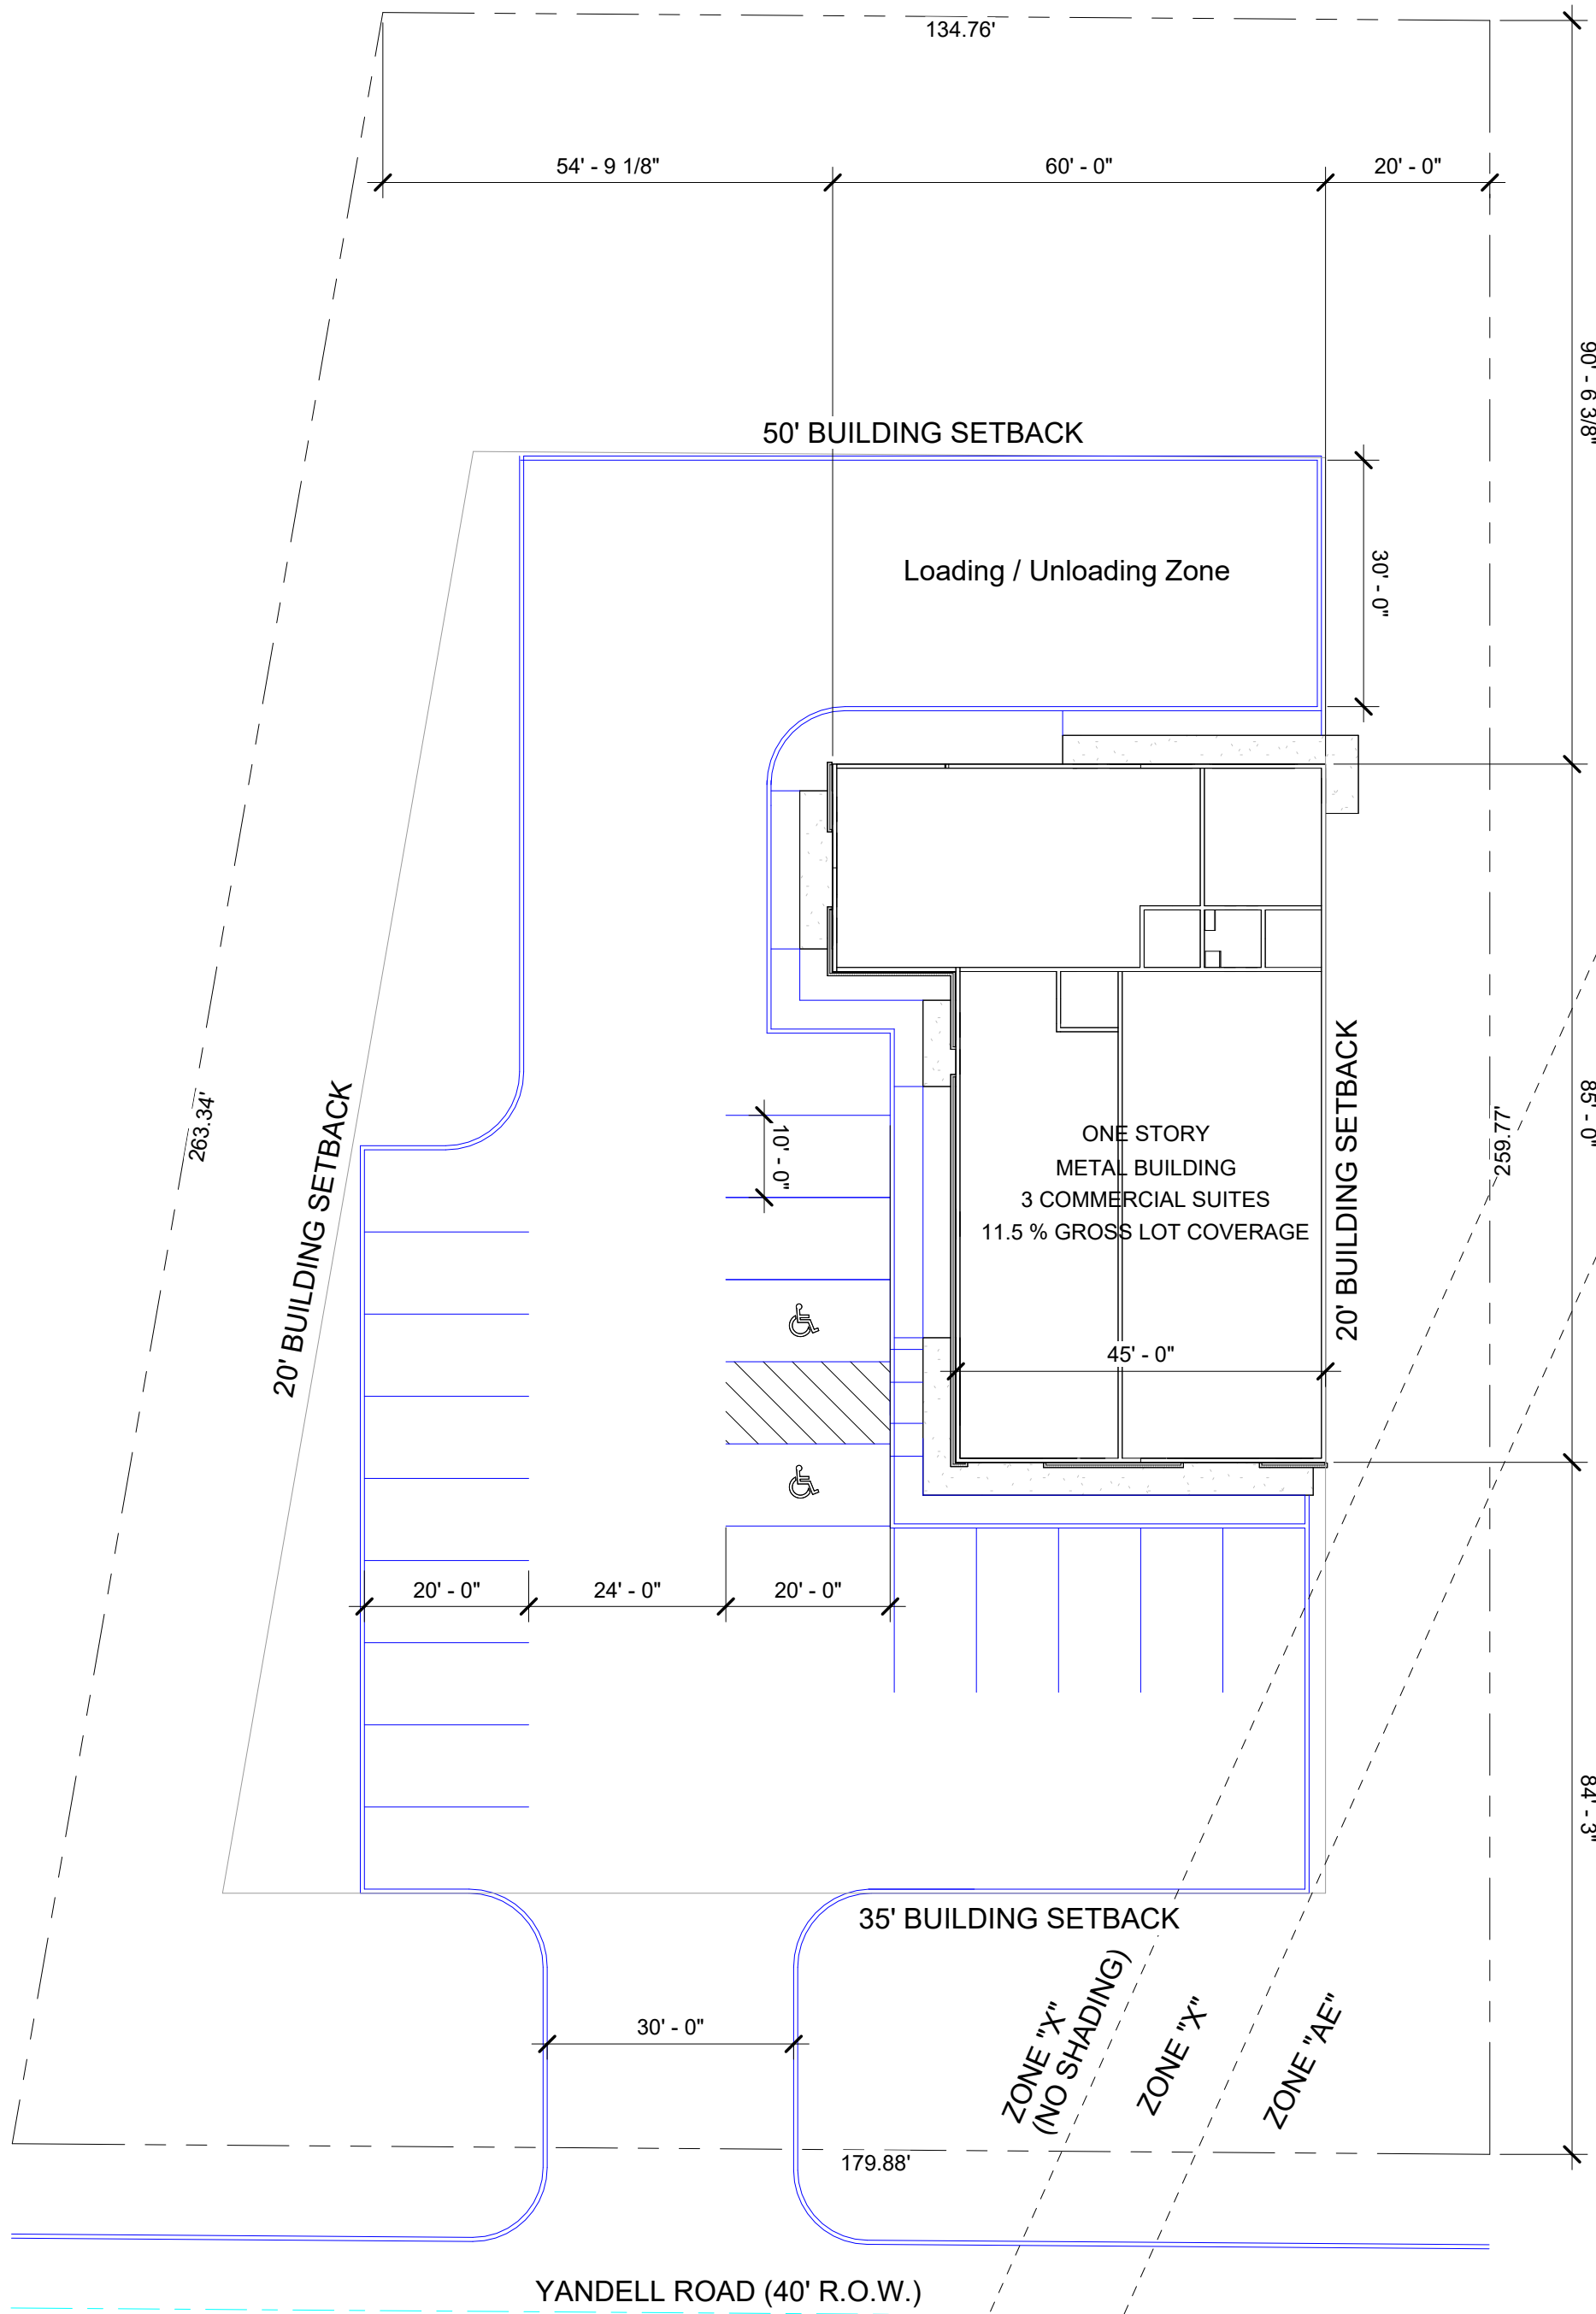 134.76'
54' - 9 1/8"
60' - 0"
20' - 0"
90' - 6 3/8"
50' BUILDING SETBACK
Loading / Unloading Zone
30' - 0"
263.34'
20' BUILDING SETBACK
10' - 0"
ONE STORY
METAL BUILDING
3 COMMERCIAL SUITES
11.5 % GROSS LOT COVERAGE
20' BUILDING SETBACK
259.77'
85' - 0"
45' - 0"
20' - 0"
24' - 0"
20' - 0"
84' - 3"
35' BUILDING SETBACK
30' - 0"
ZONE "X"
(NO SHADING)
ZONE "X"
ZONE "AE"
179.88'
YANDELL ROAD (40' R.O.W.)